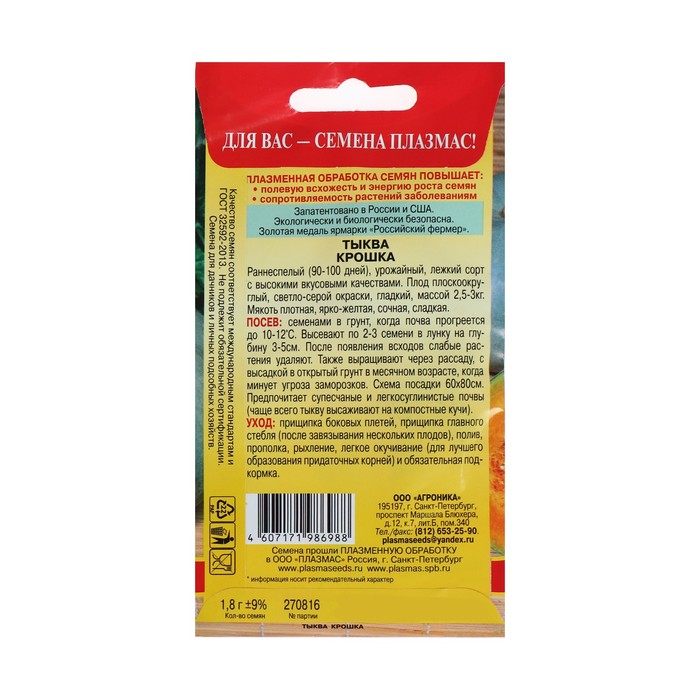 ДЛЯ ВАС – СЕМЕНА ПЛАЗМАС!
ПЛАЗМЕННАЯ ОБРАБОТКА СЕМЯН ПОВЫШАЕТ:
• полевую всхожесть и энергию роста семян
• сопротивляемость растений заболеваниям
Запатентовано в России и США.
Экологически и биологически безопасна.
Золотая медаль ярмарки «Российский фермер».
ТЫКВА
КРОШКА
Раннеспелый (90-100 дней), урожайный, лежкий сорт
с высокими вкусовыми качествами. Плод плоскоокру-
глый, светло-серой окраски, гладкий, массой 2,5-3кг.
Мякоть плотная, ярко-желтая, сочная, сладкая.
ПОСЕВ: семенами в грунт, когда почва прогреется
до 10-12°С. Высевают по 2-3 семени в лунку на глу-
бину 3-5см. После появления всходов слабые рас-
тения удаляют. Также выращивают через рассаду, с
высадкой в открытый грунт в месячном возрасте, когда
минует угроза заморозков. Схема посадки 60х80см.
Предпочитает супесчаные и легкосуглистые почвы
(чаще всего тыкву высаживают на компостные кучи).
УХОД: прищипка боковых плетей, прищипка главного
стебля (после завязывания нескольких плодов), полив,
прополка, рыхление, легкое окучивание (для лучшего
образования придаточных корней) и обязательная под-
кормка.
Качество семян соответствует международным стандартам и
ГОСТ 32592-2013. Не подлежит обязательной сертификации.
Семена для дачников и личных подсобных хозяйств.
4 607171 986988
ООО «АГРОНИКА»
195197, г. Санкт-Петербург,
проспект Маршала Блюхера,
д.12, к.7, лит.Б, пом.340
Тел./факс: (812) 653-25-90.
plasmaseeds@yandex.ru
Семена прошли ПЛАЗМЕННУЮ ОБРАБОТКУ
в ООО «ПЛАЗМАС» Россия, г. Санкт-Петербург
www.plasmaseeds.ru, www.plasmas.spb.ru
* информация носит рекомендательный характер
1,8 г ±9% 270816
Кол-во семян № партии
ТЫКВА КРОШКА